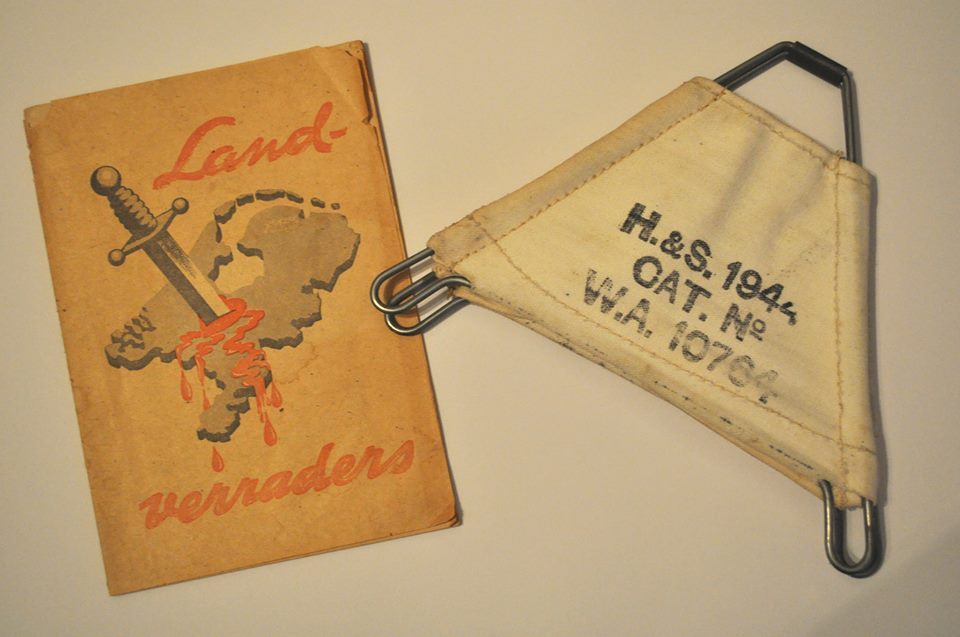 Land-
verraders
H.&S. 1944
CAT. Nº
W.A. 10764